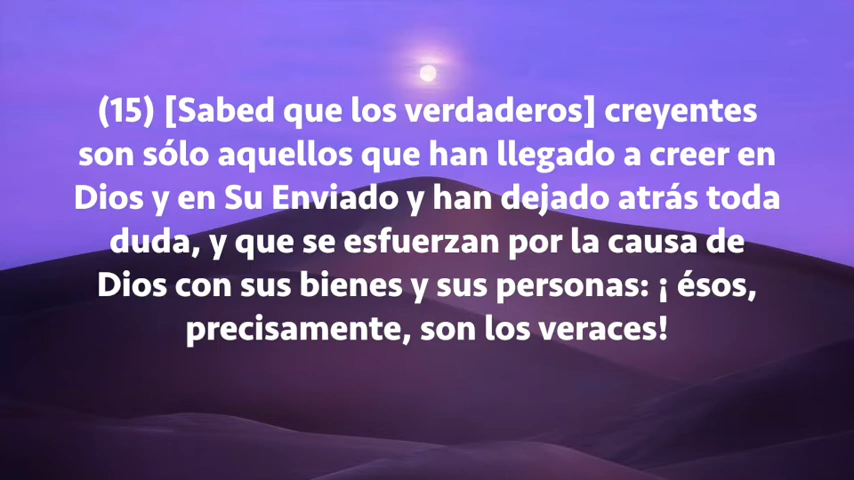 (15) [Sabed que los verdaderos] creyentes
son sólo aquellos que han llegado a creer en
Dios y en Su Enviado y han dejado atrás toda
duda, y que se esfuerzan por la causa de
Dios con sus bienes y sus personas: ¡ ésos,
precisamente, son los veraces!